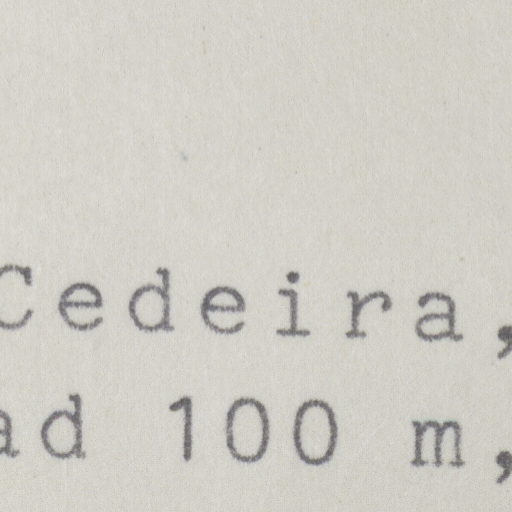 Cedeira,
ad 100 m,